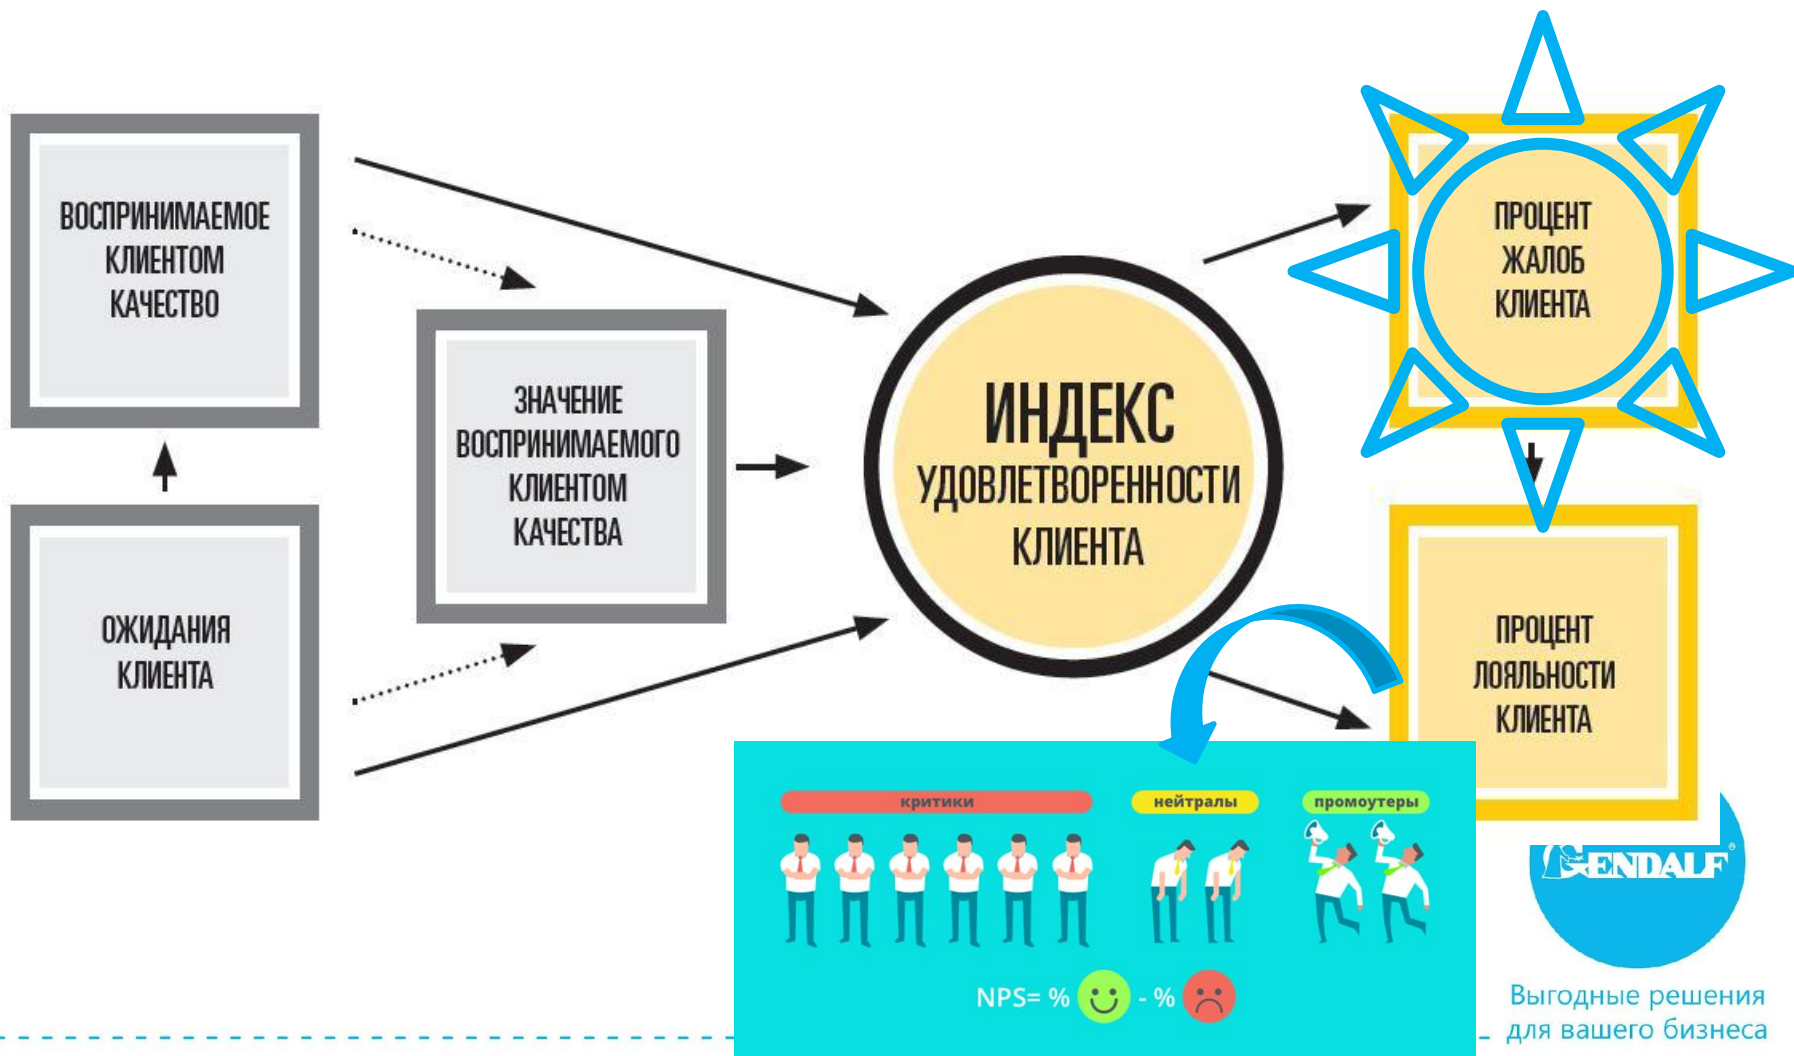 ВОСПРИНИМАЕМОЕ
КЛИЕНТОМ
КАЧЕСТВО
ОЖИДАНИЯ
КЛИЕНТА
ЗНАЧЕНИЕ
ВОСПРИНИМАЕМОГО
КЛИЕНТОМ
КАЧЕСТВА
ИНДЕКС
УДОВЛЕТВОРЕННОСТИ
КЛИЕНТА
ПРОЦЕНТ
ЖАЛОБ
КЛИЕНТА
ПРОЦЕНТ
ЛОЯЛЬНОСТИ
КЛИЕНТА
критики нейтралы промоутеры
NPS= % - %
GENDALF®
Выгодные решения
для вашего бизнеса